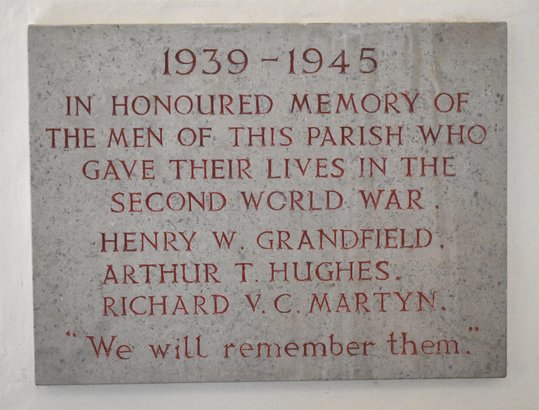 1939 - 1945
IN HONOURED MEMORY OF
THE MEN OF THIS PARISH WHO
GAVE THEIR LIVES IN THE
SECOND WORLD WAR.
HENRY W. GRANDFIELD.
ARTHUR T. HUGHES.
RICHARD V. C. MARTYN.
"We will remember them."